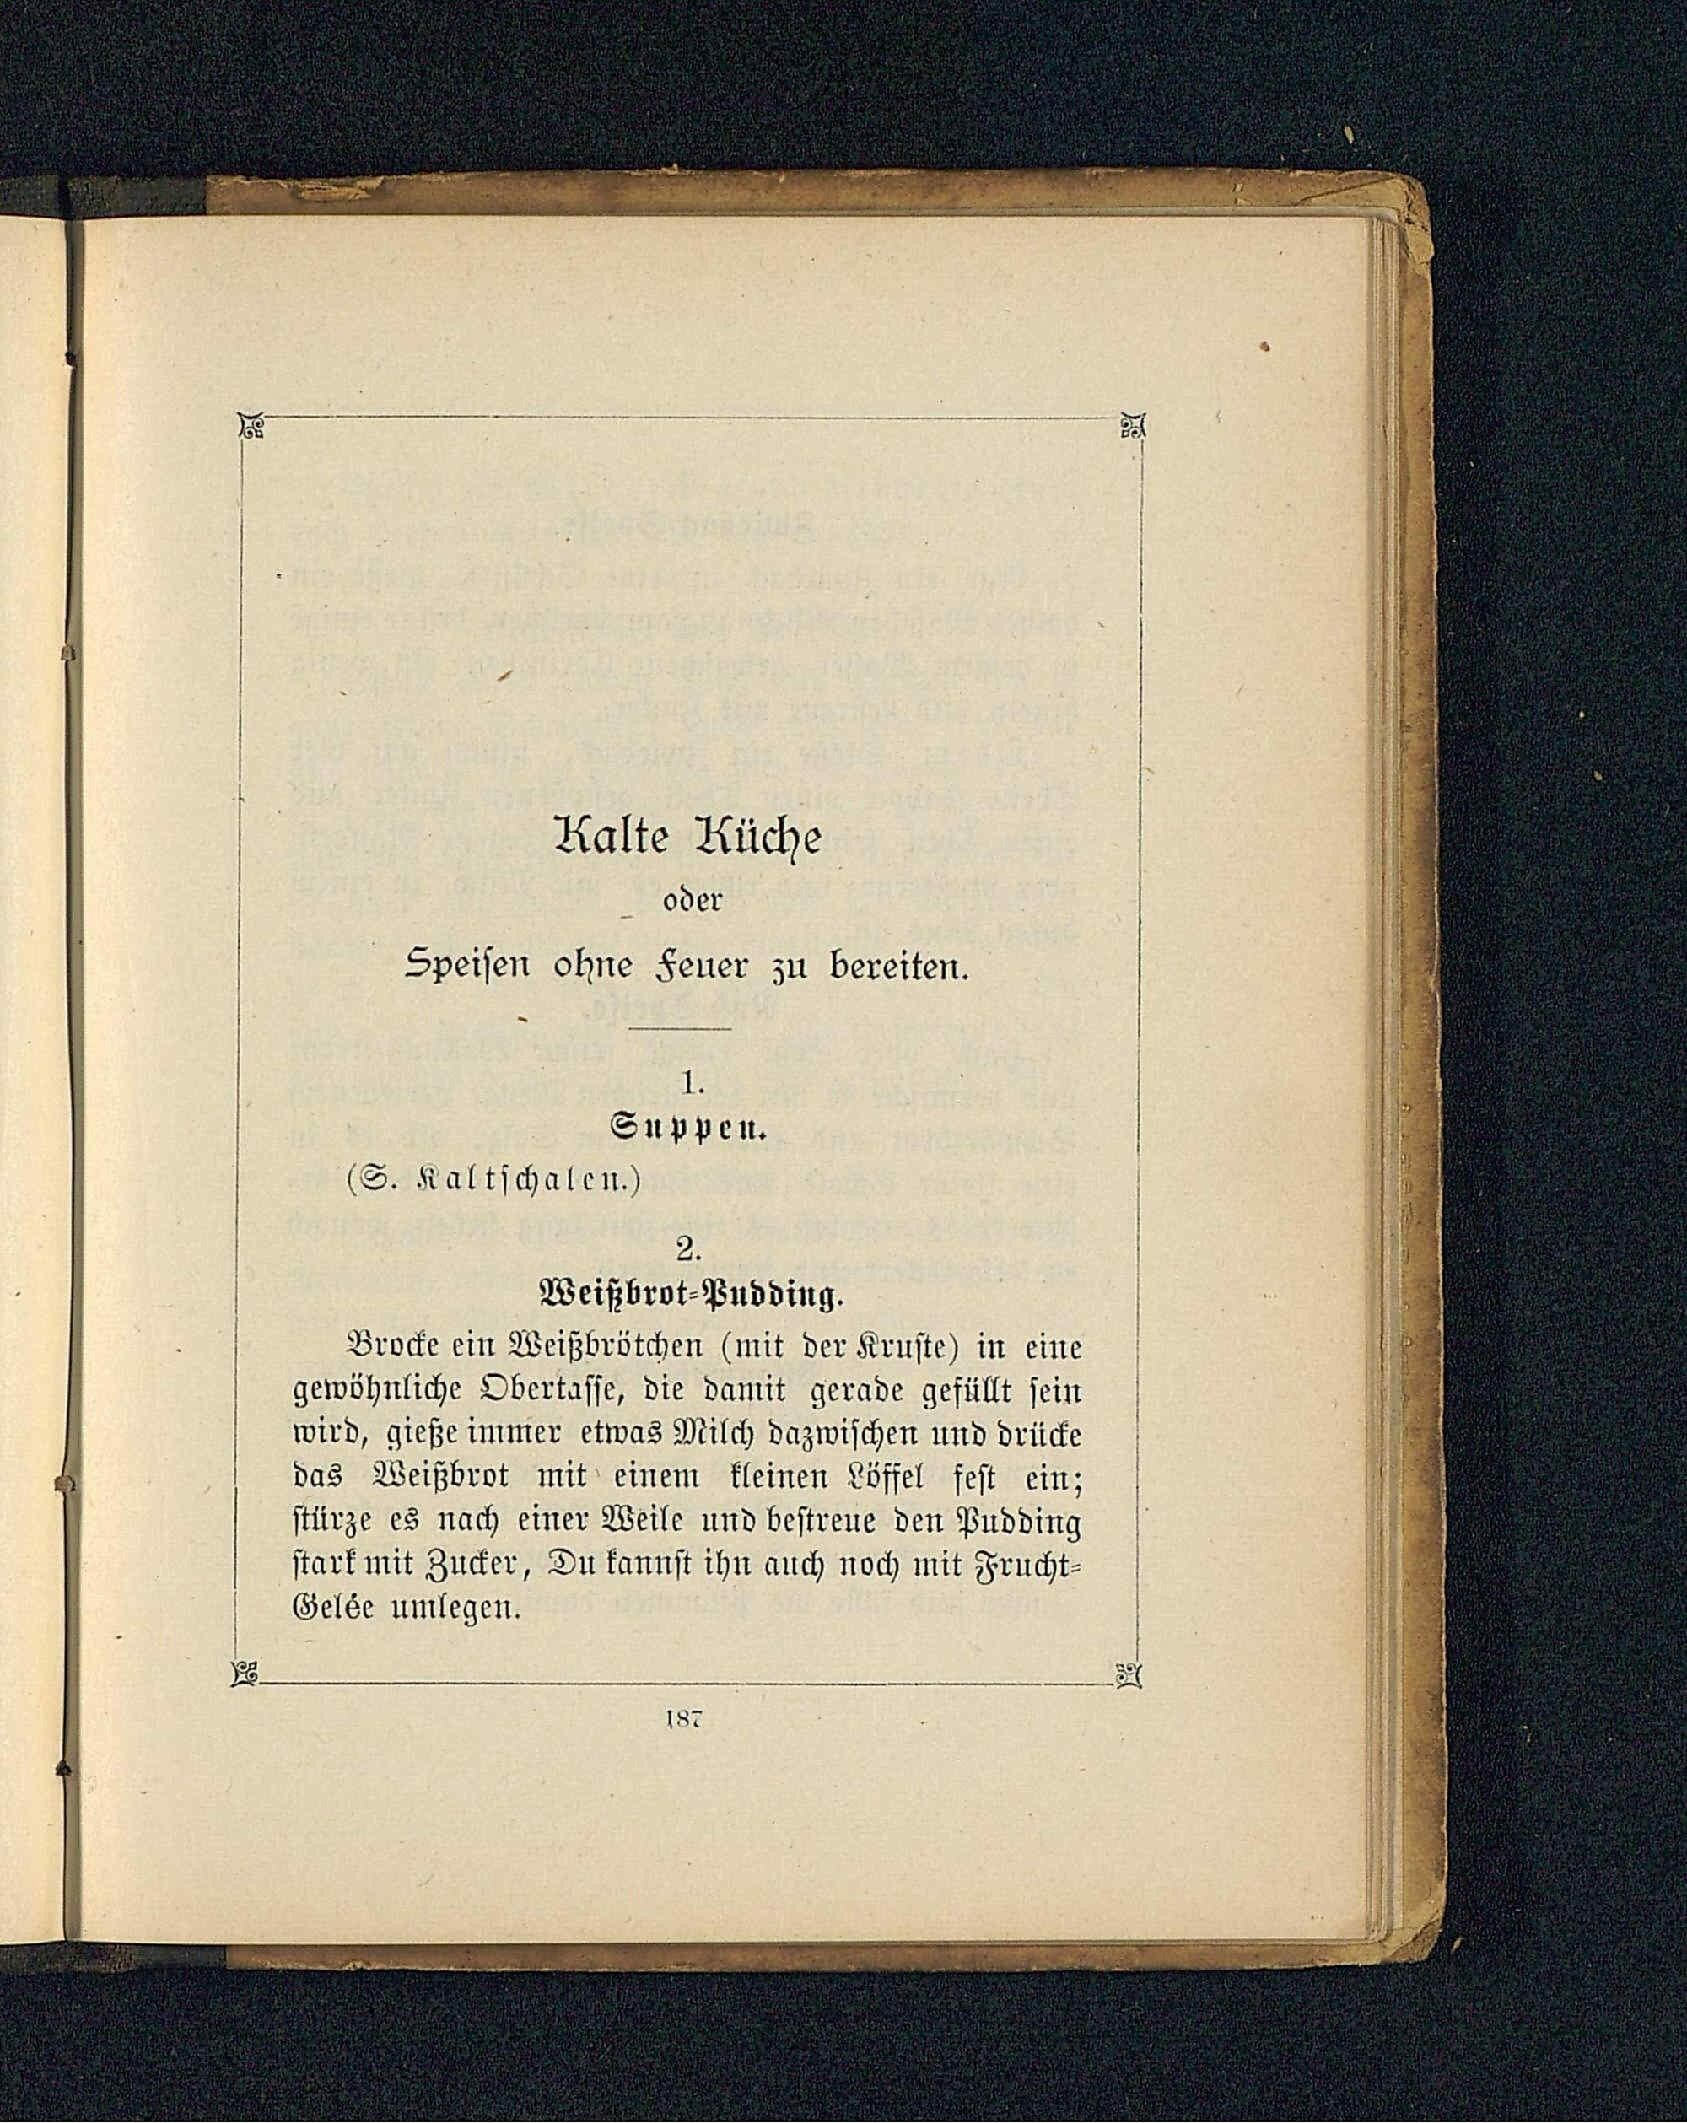 Kalte Küche
oder
Speisen ohne Feuer zu bereiten.
1.
Suppen.
(S. Kaltschalen.)
2.
Weißbrot-Pudding.
Brocke ein Weißbrötchen (mit der Kruste) in eine
gewöhnliche Obertasse, die damit gerade gefüllt sein
wird, gieße immer etwas Milch dazwischen und drücke
das Weißbrot mit einem kleinen Löffel fest ein;
stürze es nach einer Weile und bestreue den Pudding
stark mit Zucker, Du kannst ihn auch noch mit Frucht-
Gelée umlegen.
187